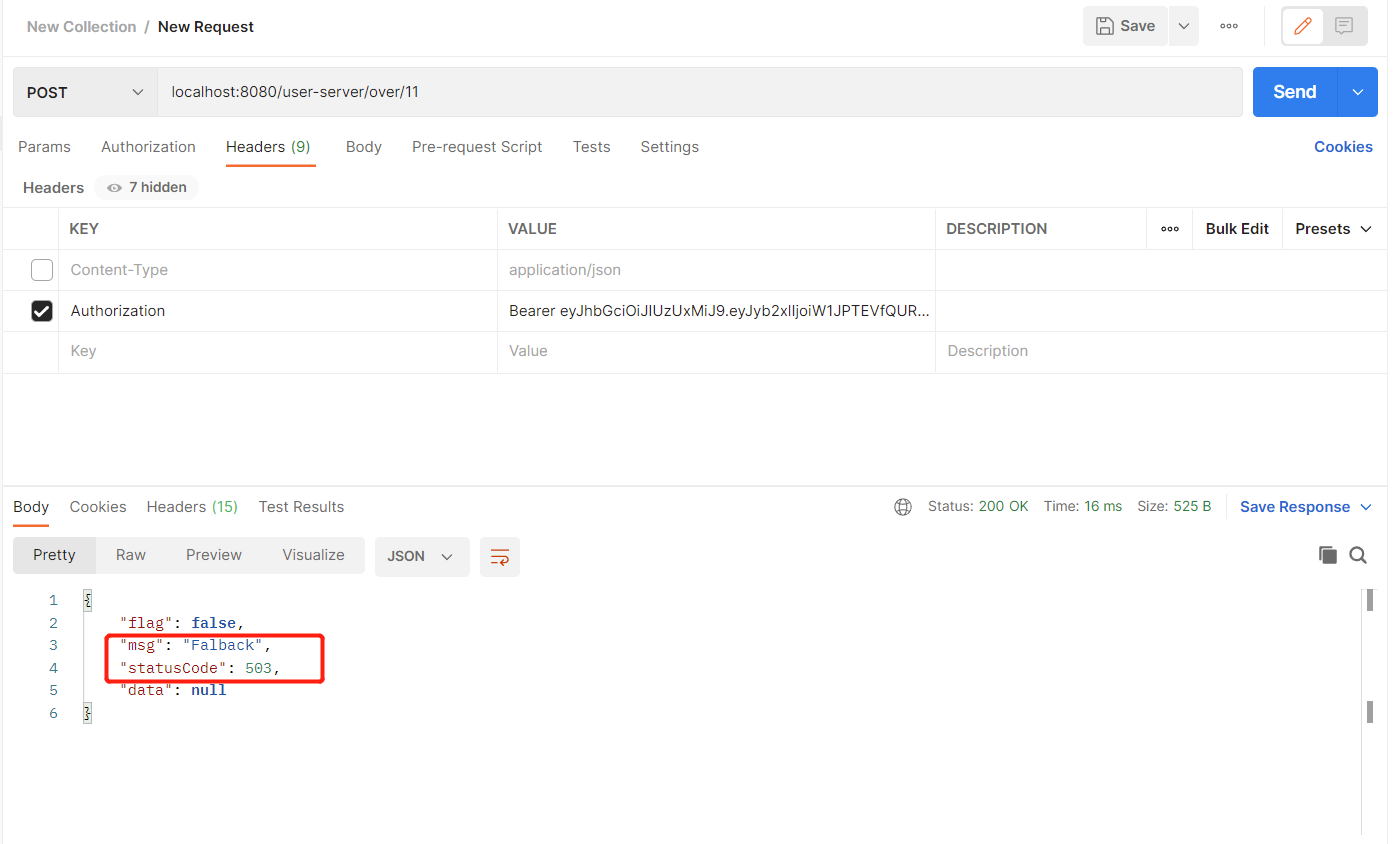 New Collection / New Request
Save
POST
localhost:8080/user-server/over/11
Send
Params Authorization Headers (9) Body Pre-request Script Tests Settings Cookies
Headers 7 hidden
KEY VALUE DESCRIPTION Bulk Edit Presets
Content-Type application/json
Authorization Bearer eyJhbGciOiJIUzUxMiJ9.eyJyb2xlIjoiW1JPTEVfQUR...
Key Value Description
Body Cookies Headers (15) Test Results Status: 200 OK Time: 16 ms Size: 525 B Save Response
Pretty Raw Preview Visualize JSON
1 {
2 "flag": false,
3 "msg": "Falback",
4 "statusCode": 503,
5 "data": null
6 }